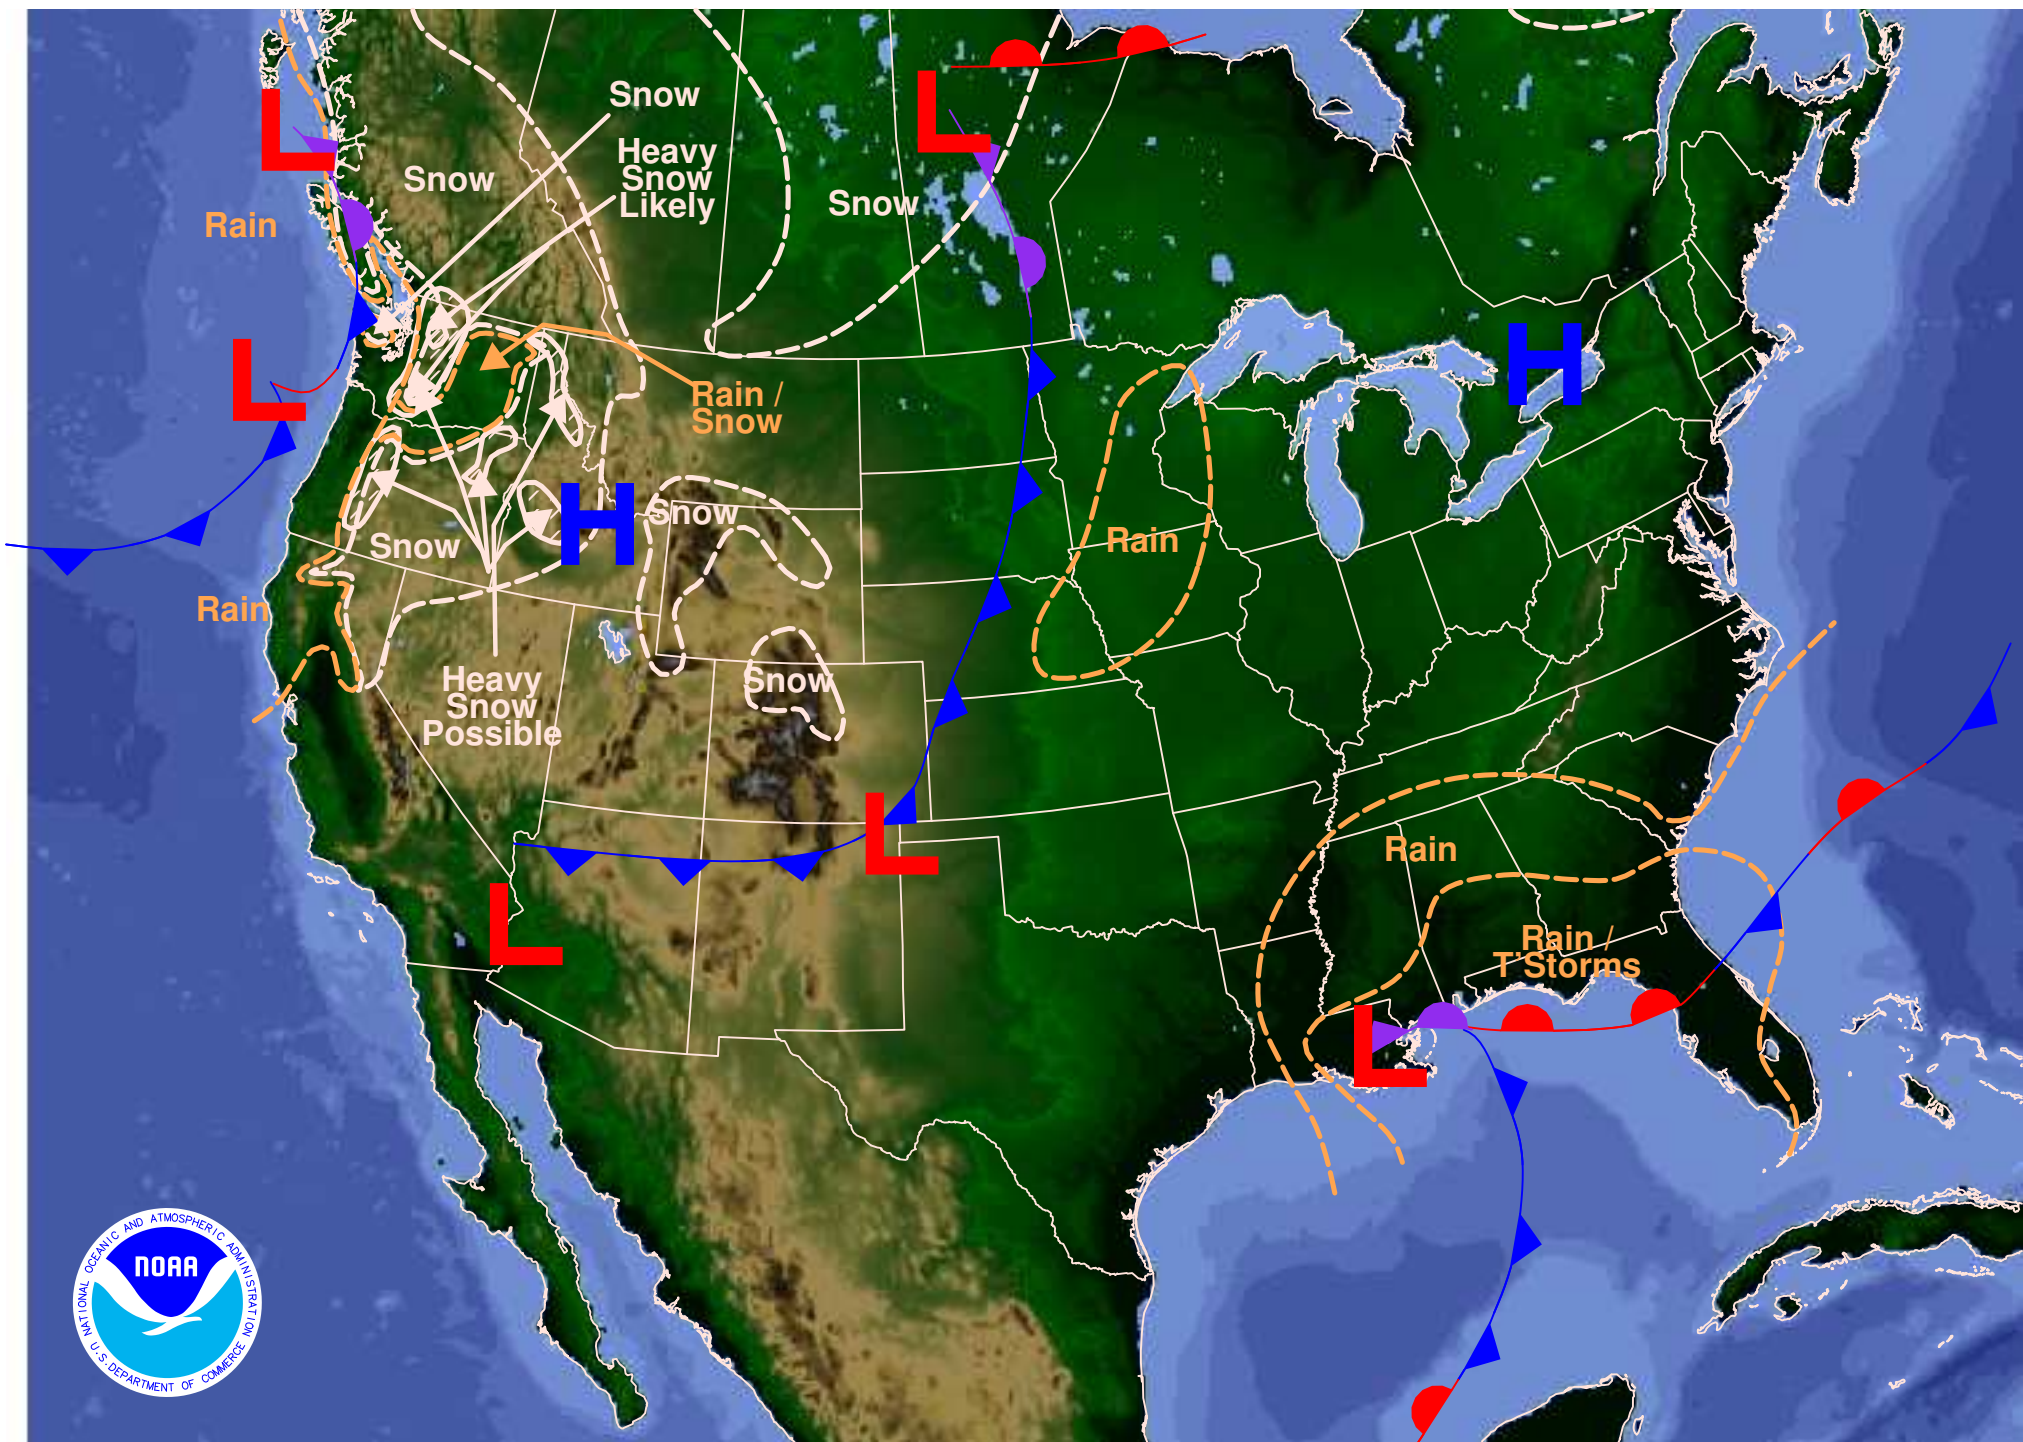 Snow
L
L
Heavy
Snow
Likely
Snow
Snow
Rain
H
L
Rain /
Snow
H
Snow
Snow
Rain
Rain
Heavy
Snow
Possible
Snow
L
Rain
L
Rain /
T'Storms
L
NATIONAL OCEANIC AND ATMOSPHERIC ADMINISTRATION
NOAA
U.S. DEPARTMENT OF COMMERCE